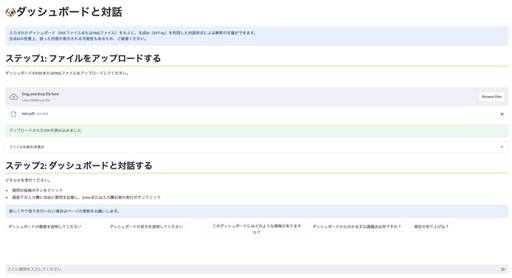 ダッシュボードと対話
入力されたダッシュボード（PDFファイルまたはPNGファイル）をもとに、生成AI（GPT-4o）を利用した対話形式による解釈の支援ができます。
生成AIの性質上、誤った内容が表示される可能性もあるため、ご留意ください。
ステップ1: ファイルをアップロードする
ダッシュボードのPDFまたはPNGファイルをアップロードしてください。
Drag and drop file here
Browse files
test.pdf
アップロードされたPDFを読み込みました
ファイルを表示/非表示
ステップ2: ダッシュボードと対話する
どちらかを実行ください。
質問の候補ボタンをクリック
画面下の入力欄に自由に質問を記載し、Enterまたは入力欄右側の実行ボタンクリック
新しくやり取りを行いたい場合はページの更新をお願いします。
ダッシュボードの概要を説明してください
ダッシュボードの見方を説明してください
このダッシュボードにはどのような情報がありますか？
ダッシュボードから分かる主な課題点は何ですか？
現在の売り上げは？
ここに質問を入力してください